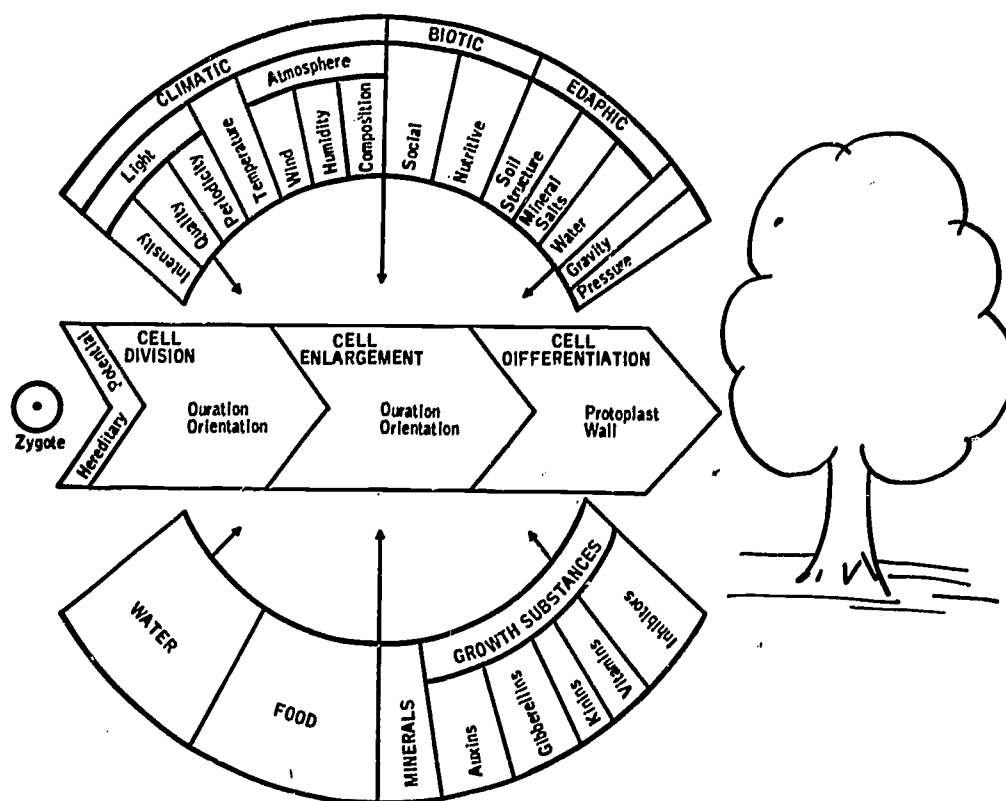 CLIMATIC
BIOTIC
EDAPHIC
Light
Atmosphere
Intensity
Quality
Periodicity
Temperature
Wind
Humidity
Composition
Social
Nutritive
Soil
Structure
Mineral
Salts
Water
Gravity
Pressure
Zygote
Hereditary
Potential
CELL
DIVISION
Ouration
Orientation
CELL
ENLARGEMENT
Ouration
Orientation
CELL
OIFFERENTIATION
Protoplast
Wall
WATER
FOOD
MINERALS
GROWTH SUBSTANCES
Auxins
Gibberellins
Kinins
Vitamins
Inhibitors